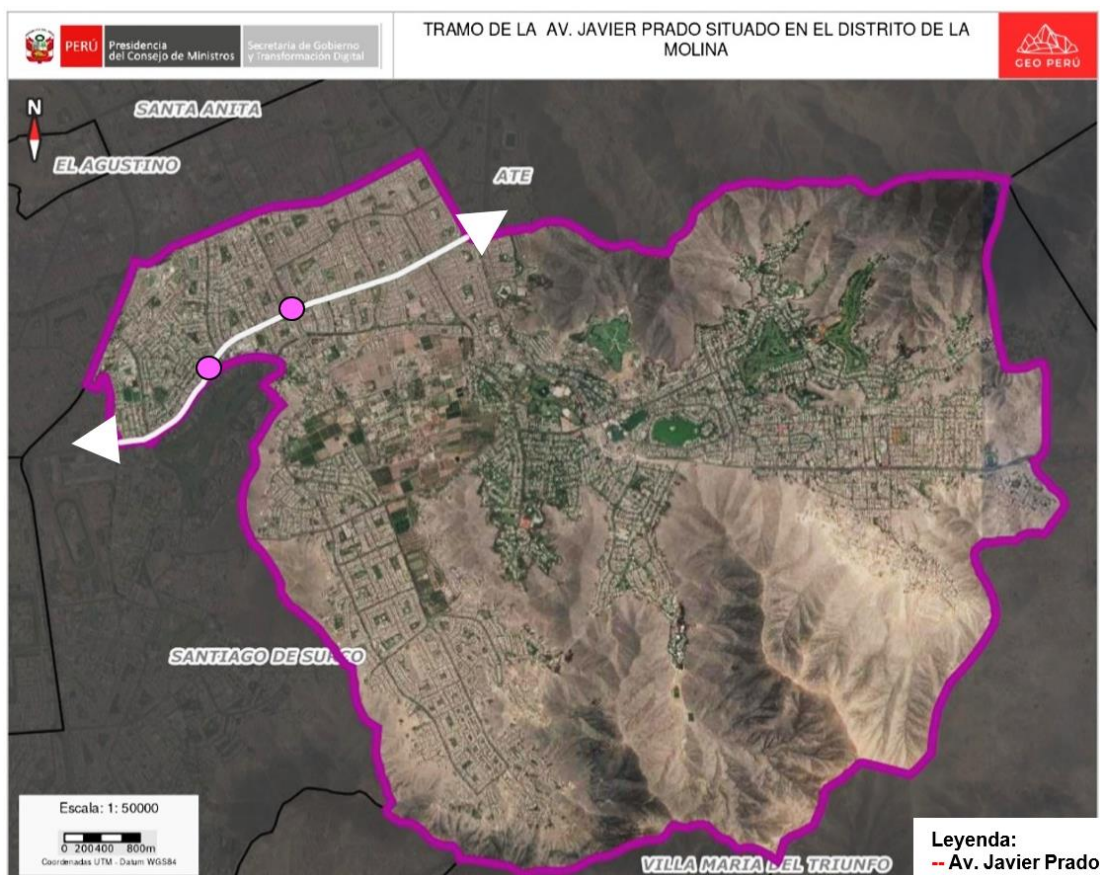 PERÚ
Presidencia
del Consejo de Ministros
Secretaría de Gobierno
y Transformación Digital
TRAMO DE LA AV. JAVIER PRADO SITUADO EN EL DISTRITO DE LA
MOLINA
GEO PERÚ
N
SANTA ANITA
EL AGUSTINO
ATE
SANTIAGO DE SURCO
Escala: 1: 50000
0 200400 800m
Coordenadas UTM - Datum WGS84
VILLA MARIA DEL TRIUNFO
Leyenda:
-- Av. Javier Prado